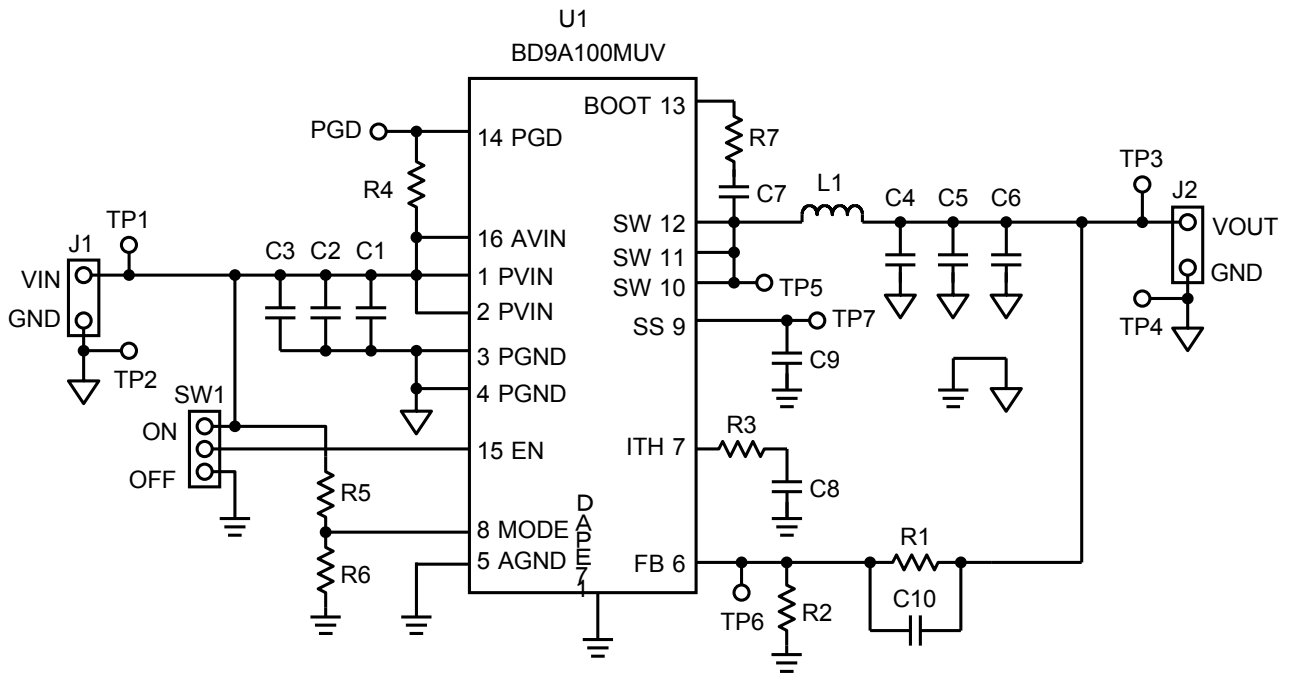 U1
BD9A100MUV
BOOT 13
PGD
14 PGD
R7
R4
TP3
C7
L1
C4 C5 C6
J2
SW 12
VOUT
TP1
16 AVIN
J1
C3 C2 C1
SW 11
VIN
1 PVIN
GND
SW 10
TP5
2 PVIN
TP4
GND
SS 9
TP7
3 PGND
C9
TP2
4 PGND
SW1
ON
15 EN
ITH 7
R3
OFF
R5
C8
D
A
P
E
7
1
8 MODE
R1
5 AGND
FB 6
R6
C10
TP6
R2